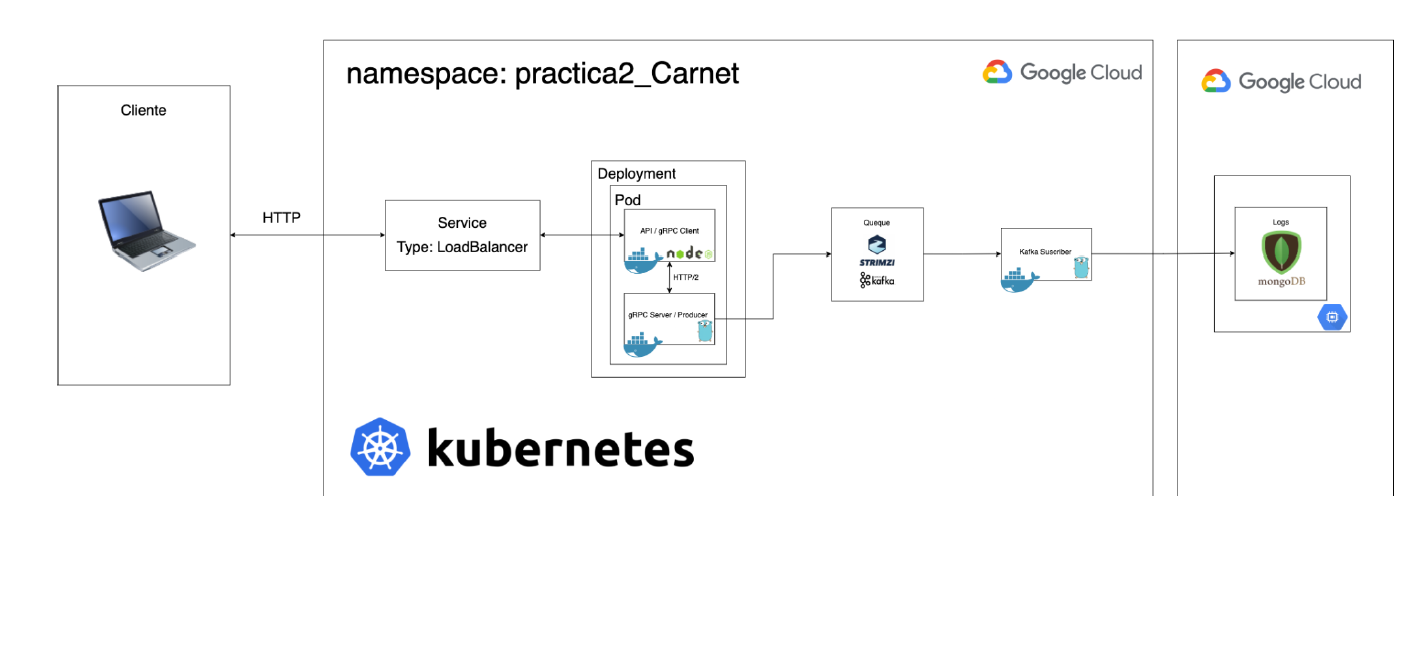 namespace: practica2_Carnet
Google Cloud
Google Cloud
Cliente
HTTP
Service
Type: LoadBalancer
Deployment
Pod
API / gRPC Client
node
HTTP/2
gRPC Server / Producer
Queque
STRIMZI
kafka
Kafka Suscriber
Logs
mongoDB
kubernetes